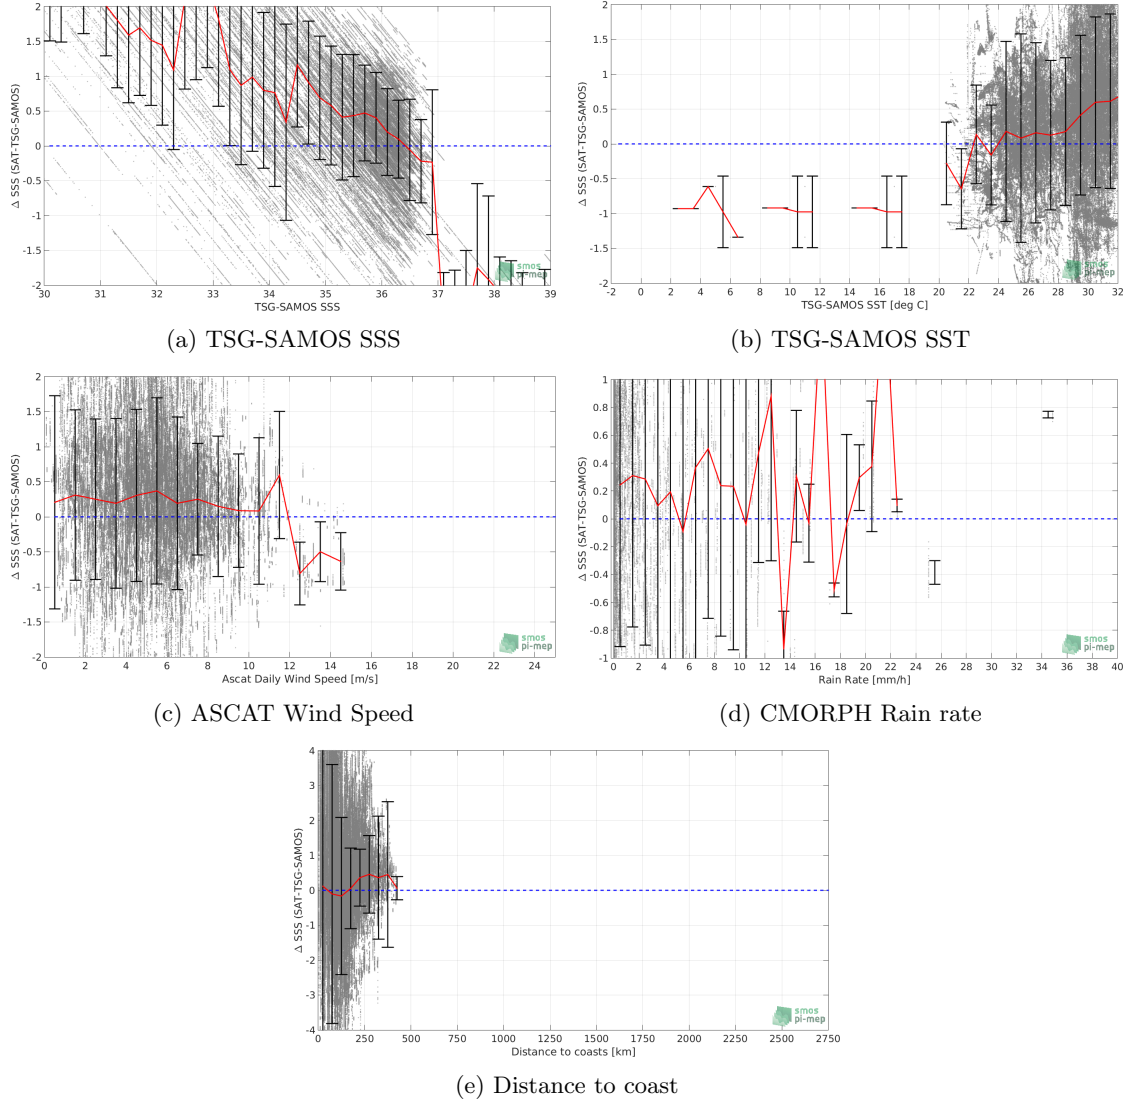 2
1.5
1
0.5
0
-0.5
-1
-1.5
-2
Δ SSS (SAT-TSG-SAMOS)
30 31 32 33 34 35 36 37 38 39
TSG-SAMOS SSS
smos
pi-mep
(a) TSG-SAMOS SSS
2
1.5
1
0.5
0
-0.5
-1
-1.5
-2
Δ SSS (SAT-TSG-SAMOS)
-2 0 2 4 6 8 10 12 14 16 18 20 22 24 26 28 30 32
TSG-SAMOS SST [deg C]
smos
pi-mep
(b) TSG-SAMOS SST
2
1.5
1
0.5
0
-0.5
-1
-1.5
-2
Δ SSS (SAT-TSG-SAMOS)
0 2 4 6 8 10 12 14 16 18 20 22 24
Ascat Daily Wind Speed [m/s]
smos
pi-mep
(c) ASCAT Wind Speed
1
0.8
0.6
0.4
0.2
0
-0.2
-0.4
-0.6
-0.8
-1
Δ SSS (SAT-TSG-SAMOS)
0 2 4 6 8 10 12 14 16 18 20 22 24 26 28 30 32 34 36 38 40
Rain Rate [mm/h]
smos
pi-mep
(d) CMORPH Rain rate
4
3
2
1
0
-1
-2
-3
-4
Δ SSS (SAT-TSG-SAMOS)
0 250 500 750 1000 1250 1500 1750 2000 2250 2500 2750
Distance to coasts [km]
smos
pi-mep
(e) Distance to coast